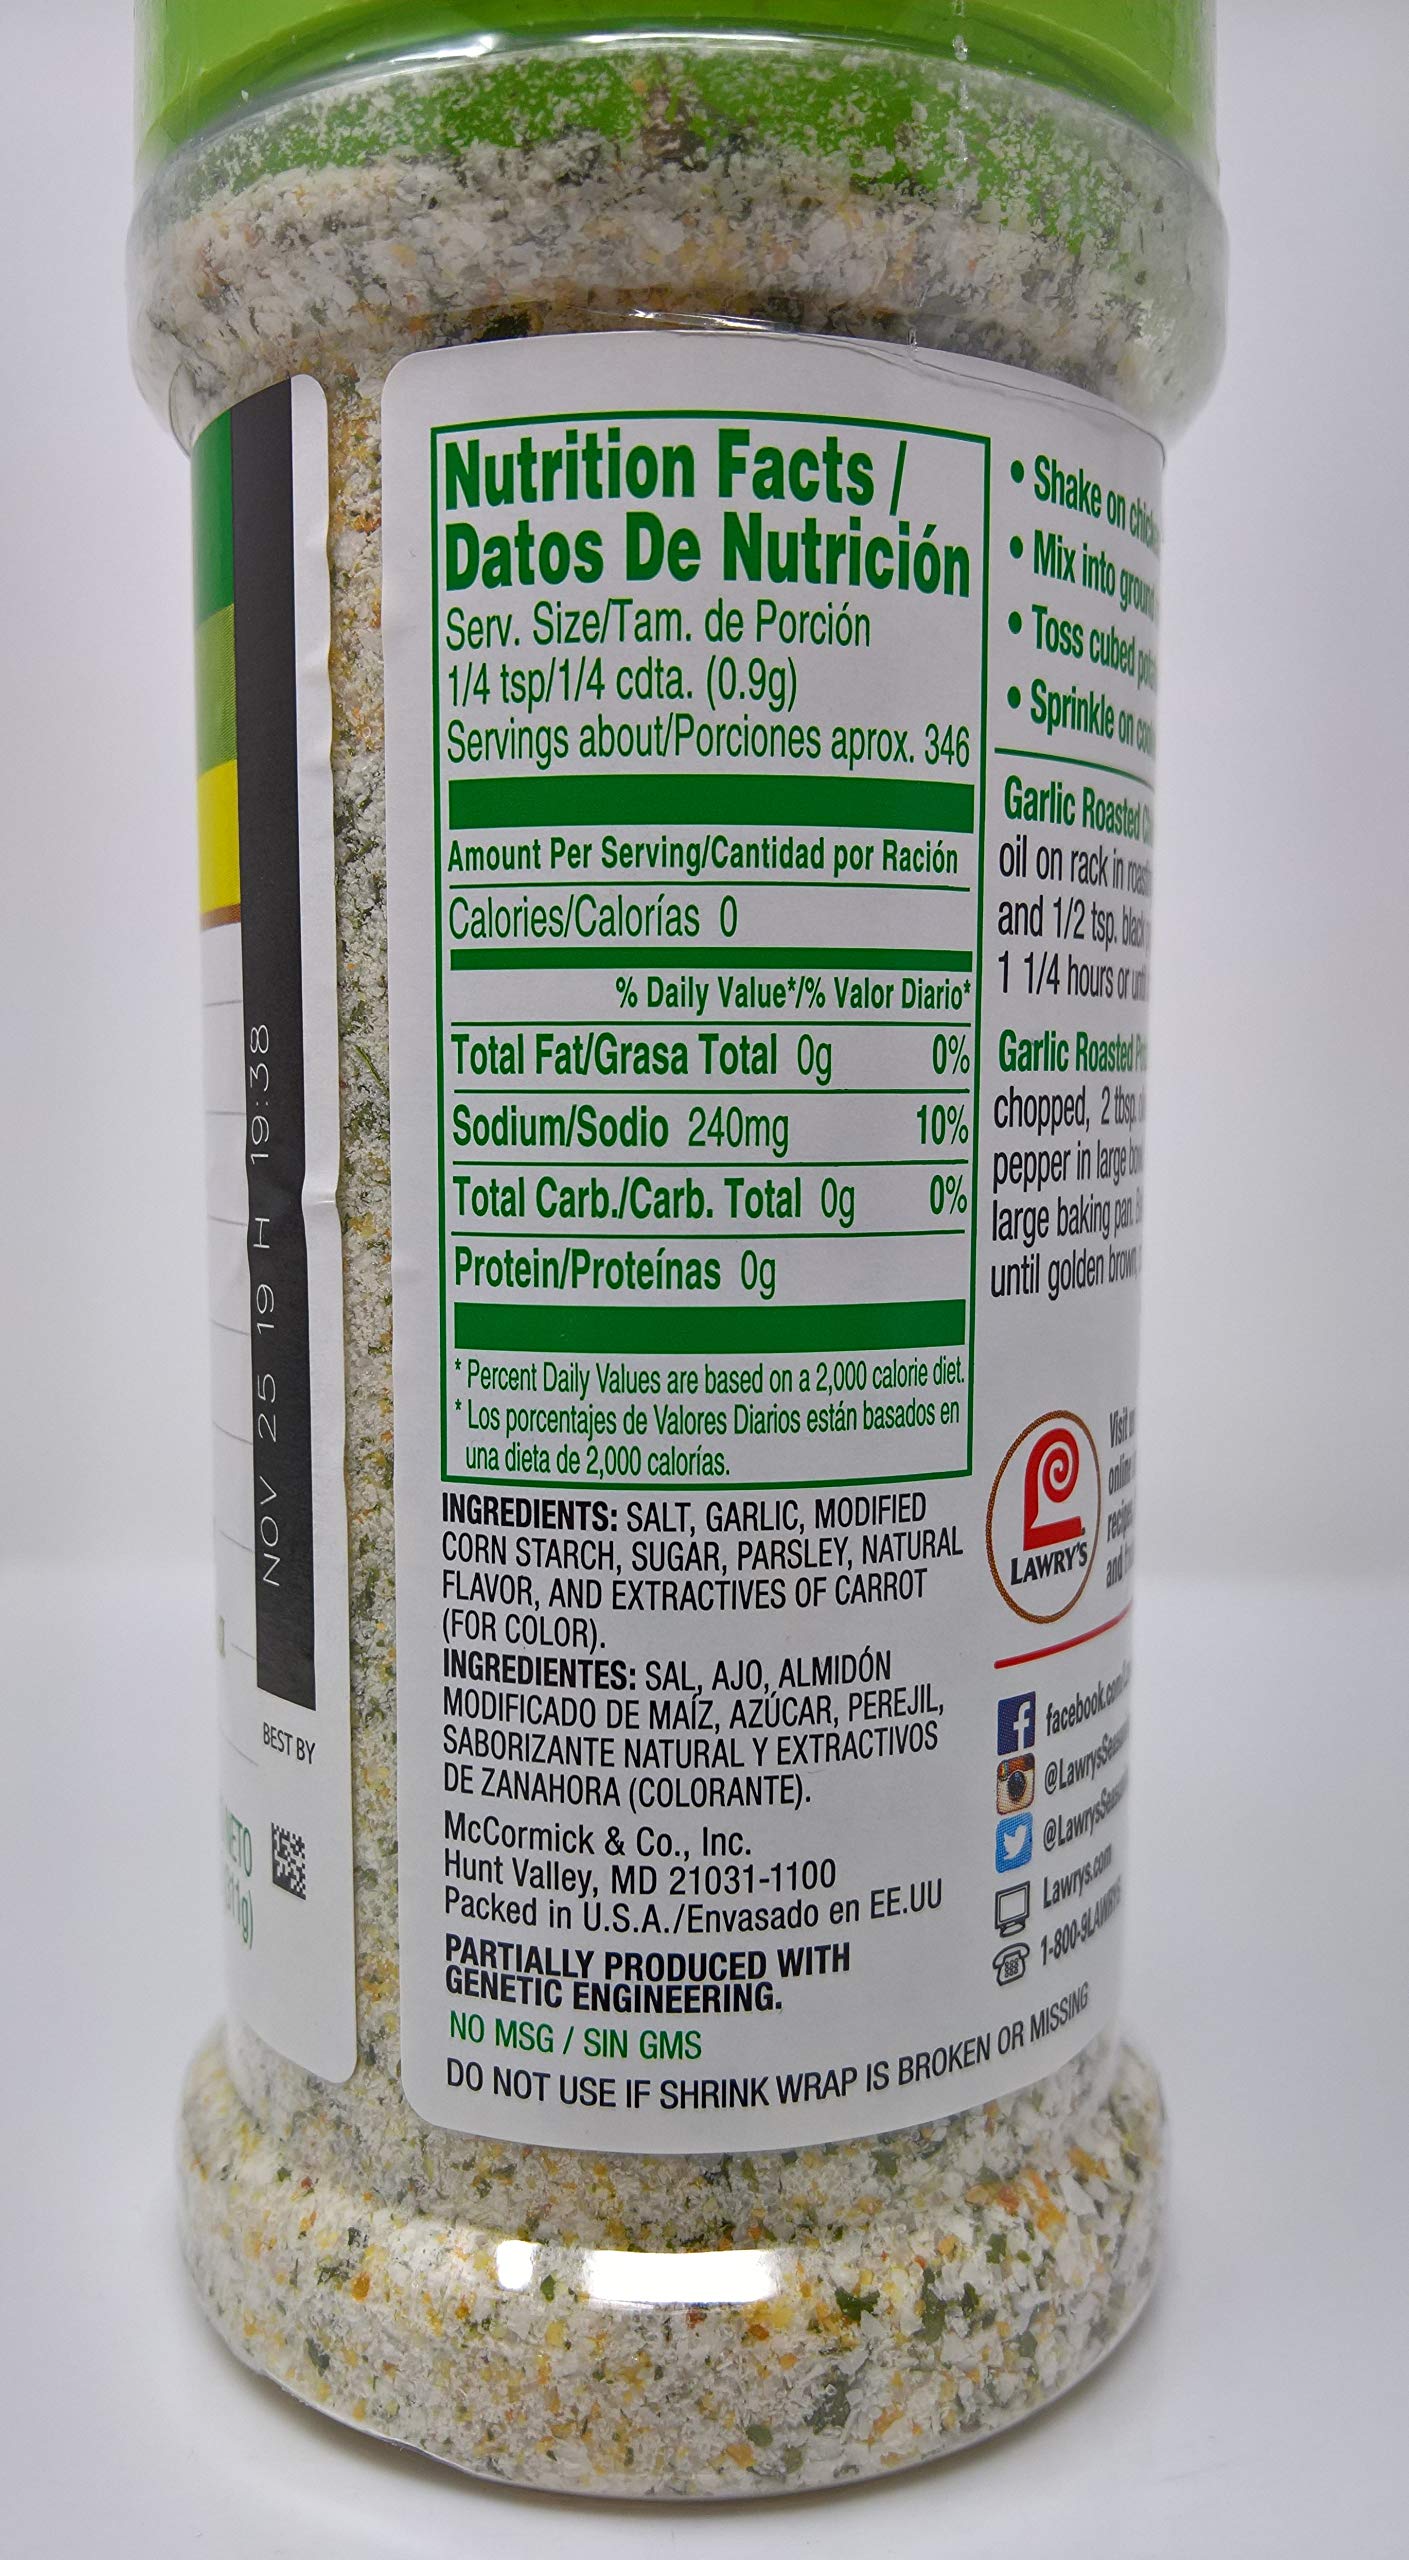 Nutrition Facts /
Datos De Nutrición
Serv. Size/Tam. de Porción
1/4 tsp/1/4 cdta. (0.9g)
Servings about/Porciones aprox. 346
Amount Per Serving/Cantidad por Ración
Calories/Calorías 0
% Daily Value*/% Valor Diario*
Total Fat/Grasa Total 0g 0%
Sodium/Sodio 240mg 10%
Total Carb./Carb. Total 0g 0%
Protein/Proteínas 0g
* Percent Daily Values are based on a 2,000 calorie diet.
* Los porcentajes de Valores Diarios están basados en
una dieta de 2,000 calorías.
INGREDIENTS: SALT, GARLIC, MODIFIED
CORN STARCH, SUGAR, PARSLEY, NATURAL
FLAVOR, AND EXTRACTIVES OF CARROT
(FOR COLOR).
INGREDIENTES: SAL, AJO, ALMIDÓN
MODIFICADO DE MAÍZ, AZÚCAR, PEREJIL,
SABORIZANTE NATURAL Y EXTRACTIVOS
DE ZANAHORA (COLORANTE).
McCormick & Co., Inc.
Hunt Valley, MD 21031-1100
Packed in U.S.A./Envasado en EE.UU
PARTIALLY PRODUCED WITH
GENETIC ENGINEERING.
NO MSG / SIN GMS
DO NOT USE IF SHRINK WRAP IS BROKEN OR MISSING
• Shake on
• Mix into
• Toss cubed
• Sprinkle on
Garlic Roasted
oil on rack in
and 1/2 tsp.
1 1/4 hours or
Garlic Roasted
chopped, 2 tbsp.
pepper in large
large baking pan.
until golden brown,
LAWRY'S
Visit
and
facebook.com
Lawrys.com
NOV 25 19 H 19:38
BEST BY